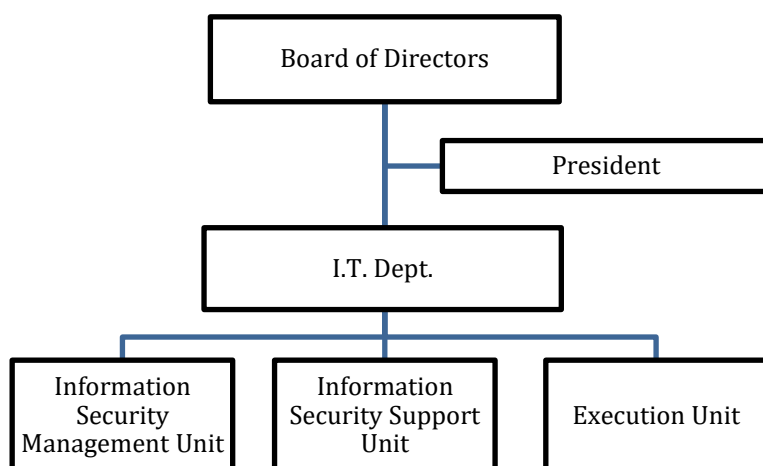 Board of Directors
President
I.T. Dept.
Information
Security
Management Unit
Information
Security Support
Unit
Execution Unit